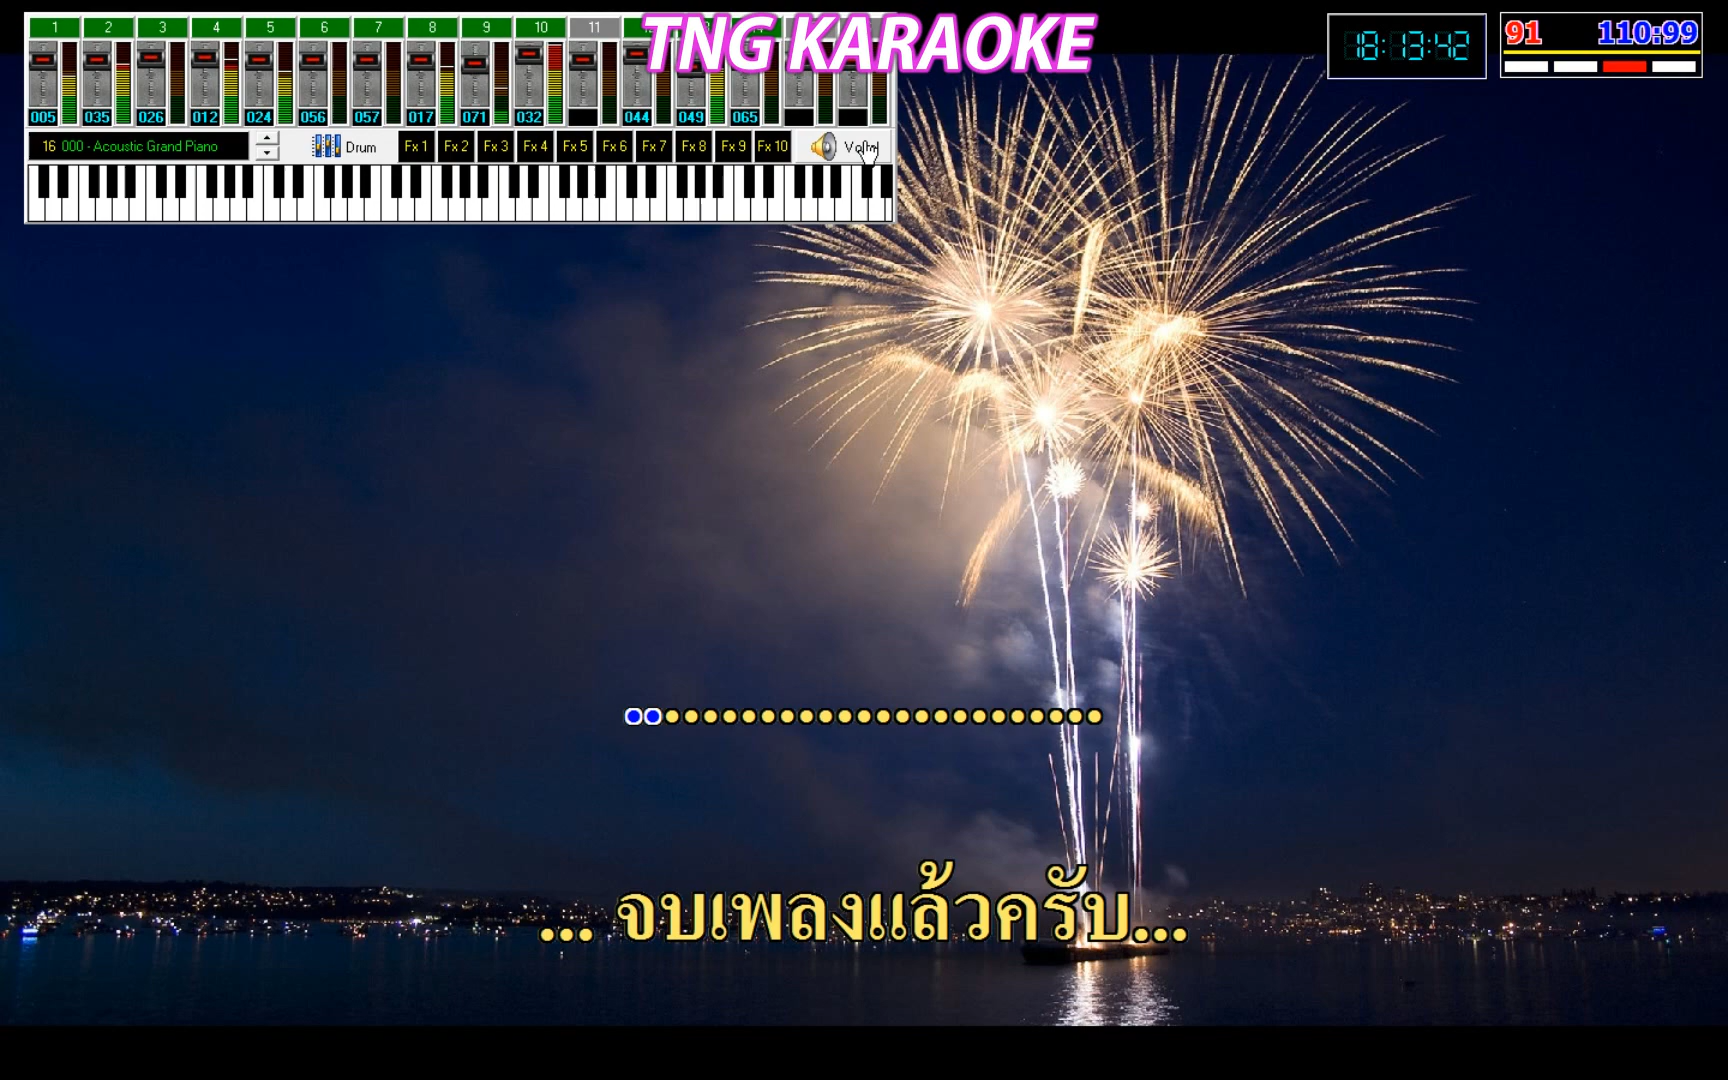 1 2 3 4 5 6 7 8 9 10 11
TNG KARAOKE
18:13:42
91 110:99
005 035 026 012 024 056 057 017 071 032 044 049 065
16 000 - Acoustic Grand Piano
Drum
Fx 1 Fx 2 Fx 3 Fx 4 Fx 5 Fx 6 Fx 7 Fx 8 Fx 9 Fx 10
... จบเพลงแล้วครับ...